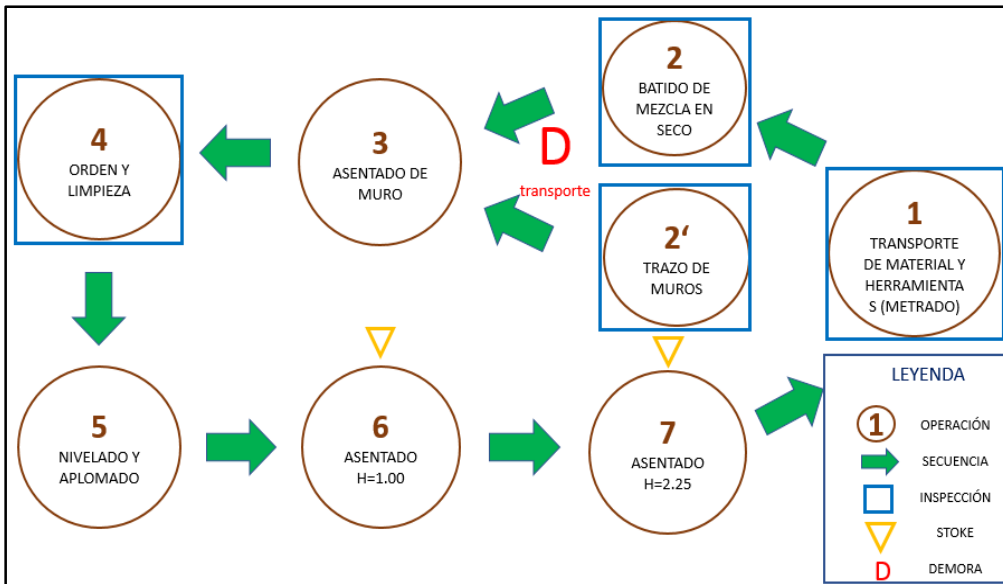 2
BATIDO DE
MEZCLA EN
SECO
4
ORDEN Y
LIMPIEZA
3
ASENTADO DE
MURO
D
transporte
2‘
TRAZO DE
MUROS
1
TRANSPORTE
DE MATERIAL Y
HERRAMIENTA
S (METRADO)
5
NIVELADO Y
APLOMADO
6
ASENTADO
H=1.00
7
ASENTADO
H=2.25
LEYENDA
1 OPERACIÓN
SECUENCIA
INSPECCIÓN
STOKE
D DEMORA